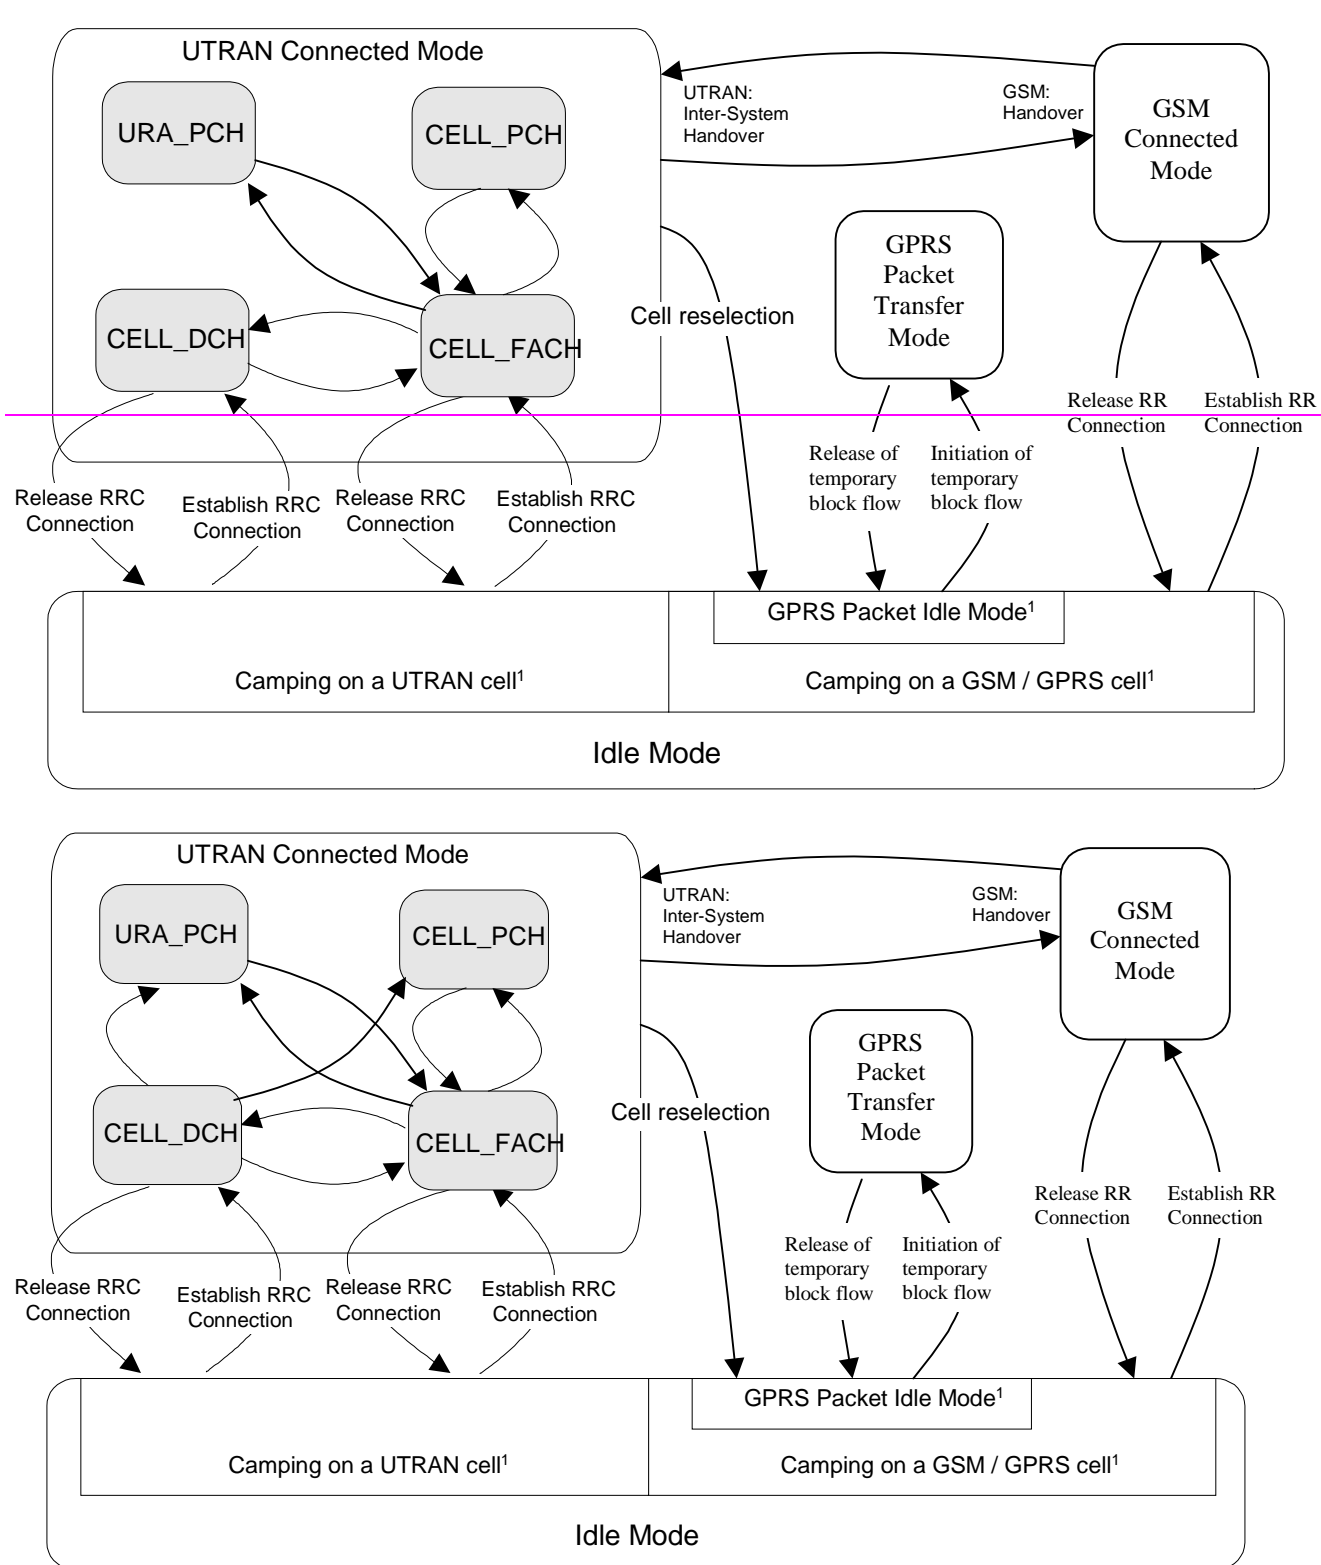 UTRAN Connected Mode
URA_PCH
CELL_PCH
CELL_DCH
CELL_FACH
UTRAN:
Inter-System
Handover
GSM:
Handover
GSM
Connected
Mode
GPRS
Packet
Transfer
Mode
Cell reselection
Release RR
Connection
Establish RR
Connection
Release of
temporary
block flow
Initiation of
temporary
block flow
Release RRC
Connection
Establish RRC
Connection
Release RRC
Connection
Establish RRC
Connection
GPRS Packet Idle Mode¹
Camping on a UTRAN cell¹
Camping on a GSM / GPRS cell¹
Idle Mode
UTRAN Connected Mode
URA_PCH
CELL_PCH
CELL_DCH
CELL_FACH
UTRAN:
Inter-System
Handover
GSM:
Handover
GSM
Connected
Mode
GPRS
Packet
Transfer
Mode
Cell reselection
Release RR
Connection
Establish RR
Connection
Release of
temporary
block flow
Initiation of
temporary
block flow
Release RRC
Connection
Establish RRC
Connection
Release RRC
Connection
Establish RRC
Connection
GPRS Packet Idle Mode¹
Camping on a UTRAN cell¹
Camping on a GSM / GPRS cell¹
Idle Mode